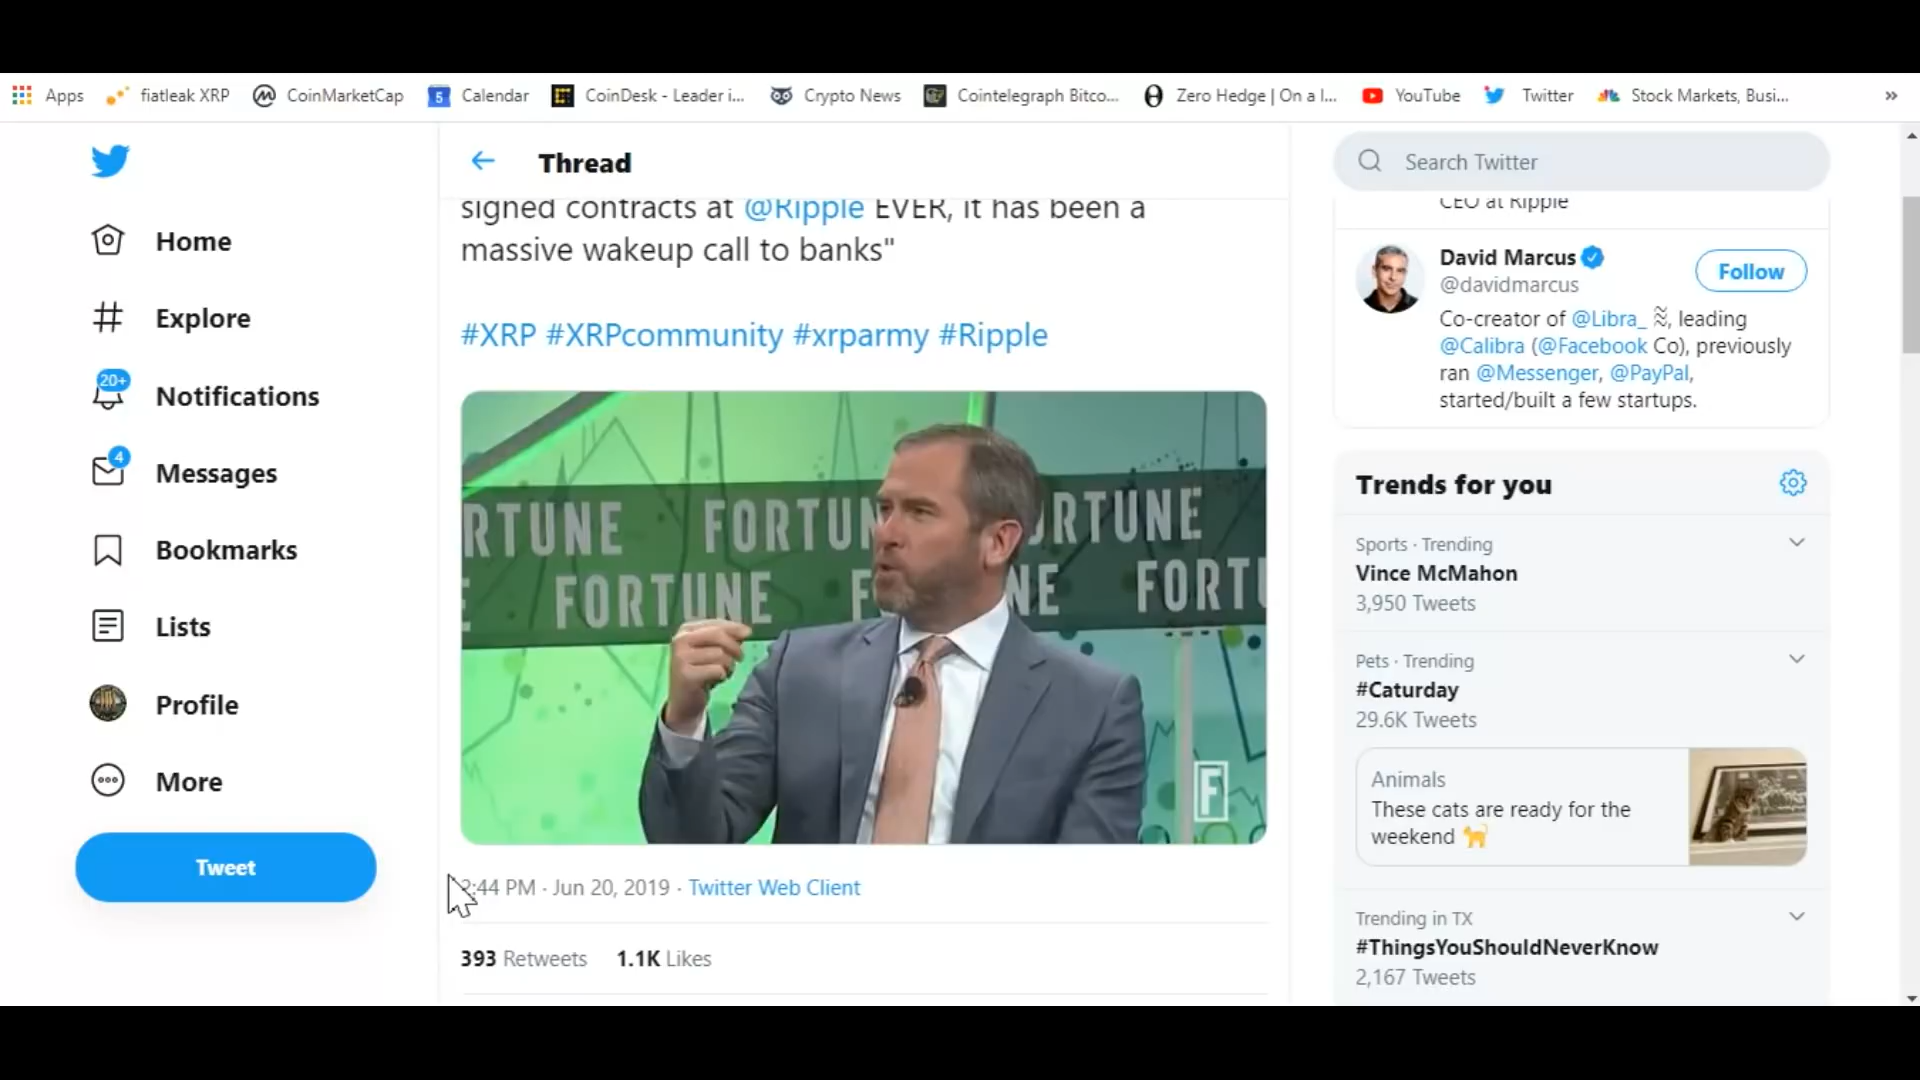 Apps
fiatleak XRP
CoinMarketCap
5
Calendar
CoinDesk - Leader i...
Crypto News
Cointelegraph Bitco...
Zero Hedge | On a l...
YouTube
Twitter
Stock Markets, Busi...
»
Home
Explore
20+
Notifications
4
Messages
Bookmarks
Lists
Profile
More
Tweet
Thread
signed contracts at @Ripple EVER, it has been a
massive wakeup call to banks"
#XRP #XRPcommunity #xrparmy #Ripple
RTUNE FORTUN ORTUNE
E FORTUNE F NE FORTU
F
2:44 PM · Jun 20, 2019 · Twitter Web Client
393 Retweets 1.1K Likes
Search Twitter
CEO at Ripple
David Marcus
@davidmarcus
Follow
Co-creator of @Libra_ , leading
@Calibra (@Facebook Co), previously
ran @Messenger, @PayPal,
started/built a few startups.
Trends for you
Sports · Trending
Vince McMahon
3,950 Tweets
Pets · Trending
#Caturday
29.6K Tweets
Animals
These cats are ready for the
weekend 🐈
Trending in TX
#ThingsYouShouldNeverKnow
2,167 Tweets